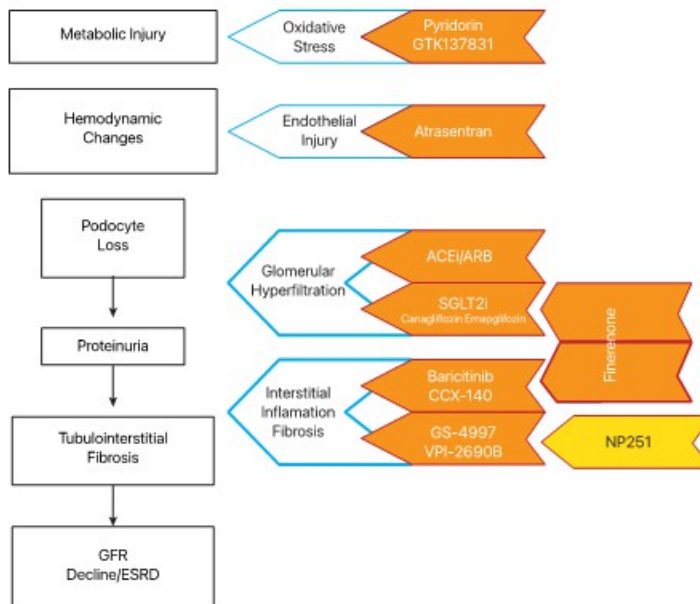 Metabolic Injury
Oxidative
Stress
Pyridorin
GTK137831
Hemodynamic
Changes
Endothelial
Injury
Atrasentran
Podocyte
Loss
Glomerular
Hyperfiltration
ACEi/ARB
SGLT2i
Canagliflozin Emapglifozin
Finerenone
Proteinuria
Interstitial
Inflamation
Fibrosis
Baricitinib
CCX-140
GS-4997
VPI-2690B
NP251
Tubulointerstitial
Fibrosis
GFR
Decline/ESRD